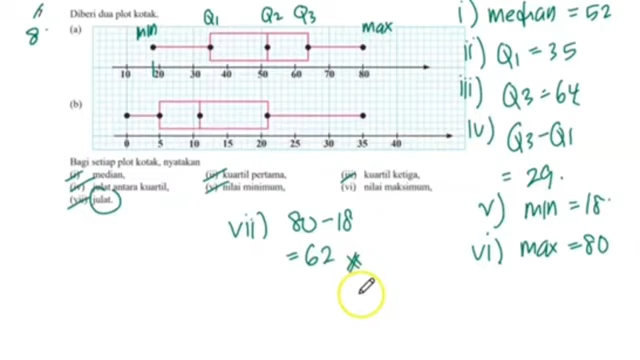 8.
Diberi dua plot kotak.
(a)
min Q1 Q2 Q3 max
10 20 30 40 50 60 70 80
(b)
0 5 10 15 20 25 30 35 40
Bagi setiap plot kotak, nyatakan
(i) median, (ii) kuartil pertama, (iii) kuartil ketiga,
(iv) julat antara kuartil, (v) nilai minimum, (vi) nilai maksimum,
(vii) julat.
vii) 80-18
= 62
i) median = 52
ii) Q1 = 35
iii) Q3 = 64
iv) Q3-Q1
= 29.
v) min = 18.
vi) max = 80